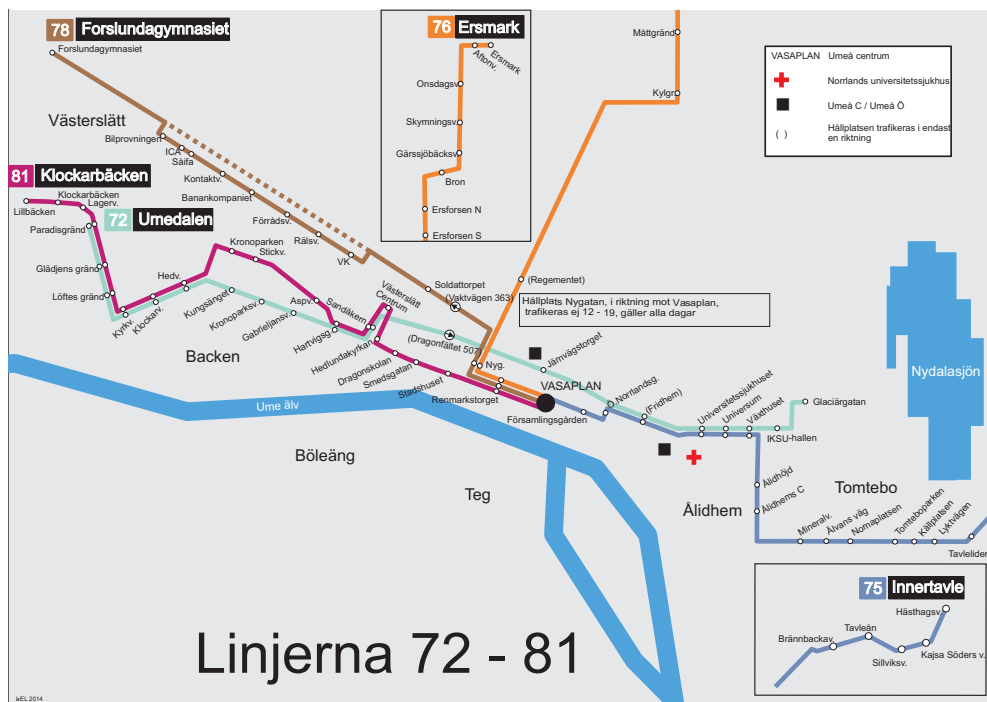 78 Forslundagymnasiet
Forslundagymnasiet
Västerslätt
Bilprovningen
ICA
Säifa
Kontaktv.
Banankompaniet
Förrådsv.
Rälsv.
VK
Soldattorpet
(Vaktvägen 363)
(Dragonfältet 507)
76 Ersmark
Aftonv.
Ersmark
Onsdagsv
Skymningsv.
Gärssjöbäcksv
Bron
Ersforsen N
Ersforsen S
(Regementet)
Måttgränd
Kylgr
VASAPLAN Umeå centrum
Norrlands universitetssjukhus
Umeå C / Umeå Ö
( ) Hållplatsen trafikeras i endast
en riktning
81 Klockarbäcken
Klockarbäcken
Lillbäcken
Lagerv.
72 Umedalen
Paradisgränd
Glädjens gränd
Löftes gränd
Kyrkv.
Klockarv.
Hedv.
Kronoparken
Stickv.
Kungsänget
Kronoparksv.
Gabrieljansv.
Aspv.
Hartvigsg
Sandåkern
Västerslätt
Centrum
Hedlundakyrkan
Dragonskolan
Smedsgatan
Stadshuset
Renmarkstorget
Nyg.
VASAPLAN
Hållplats Nygatan, i riktning mot Vasaplan,
trafikeras ej 12 - 19, gäller alla dagar
Järnvägstorget
Församlingsgården
Norrlandsg.
(Fridhem)
Universitetssjukhuset
Universum
Växthuset
IKSU-hallen
Glaciärgatan
Nydalasjön
Backen
Ume älv
Böleäng
Teg
Ålidhem
Tomtebo
Ålidhöjd
Ålidhems C
Mineralv.
Älvans väg
Nornaplatsen
Tomteboparken
Källplatsen
Lyktvägen
Tavleliden
75 Innertavle
Hästhagsv.
Tavleån
Brännbackav.
Sillviksv.
Kajsa Söders v.
Linjerna 72 - 81